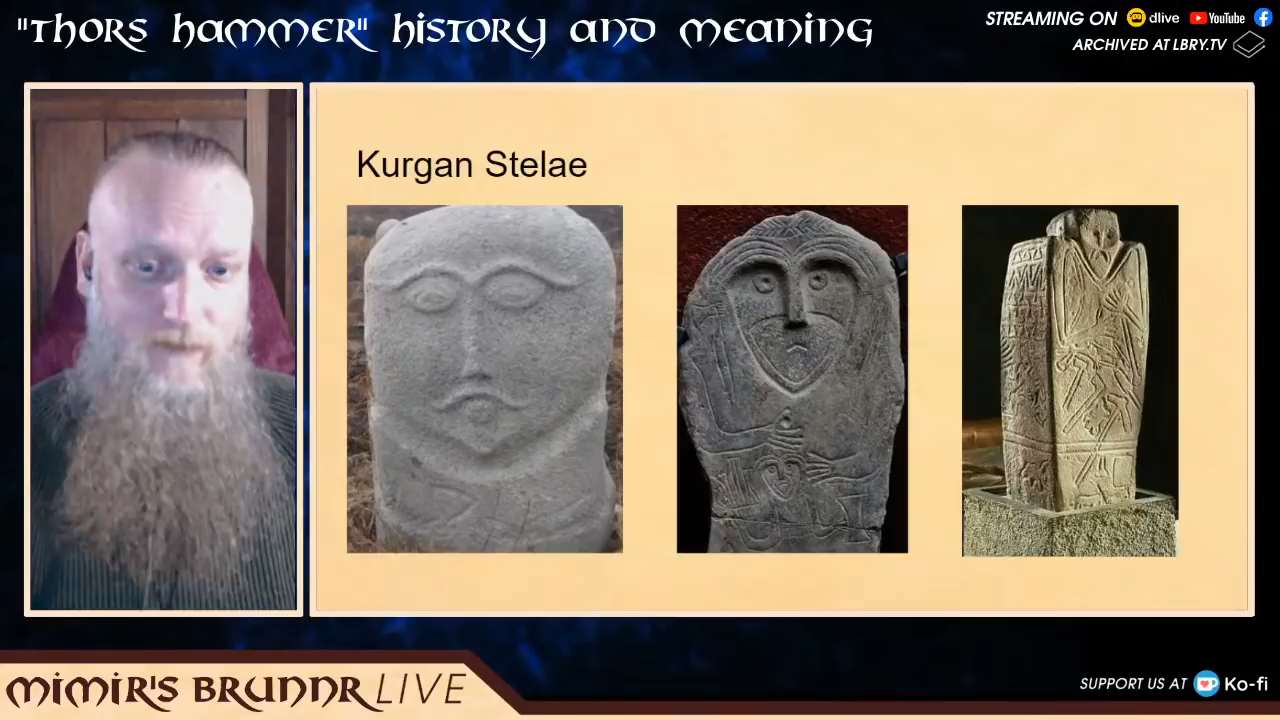 "Thors hammer" history and meaning
STREAMING ON dlive YouTube
ARCHIVED AT LBRY.TV
Kurgan Stelae
MIMIR'S BRUNNR LIVE
SUPPORT US AT Ko-fi